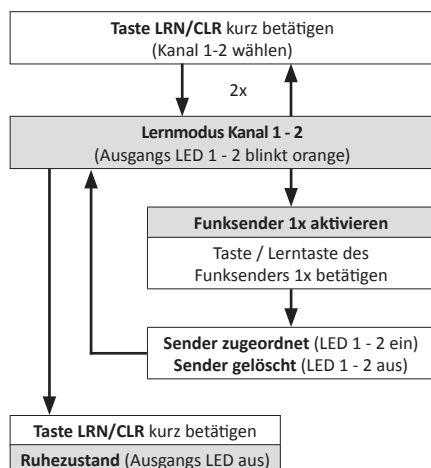 Taste LRN/CLR kurz betätigen
(Kanal 1-2 wählen)
2x
Lernmodus Kanal 1 - 2
(Ausgangs LED 1 - 2 blinkt orange)
Funksender 1x aktivieren
Taste / Lerntaste des
Funksenders 1x betätigen
Sender zugeordnet (LED 1 - 2 ein)
Sender gelöscht (LED 1 - 2 aus)
Taste LRN/CLR kurz betätigen
Ruhezustand (Ausgangs LED aus)